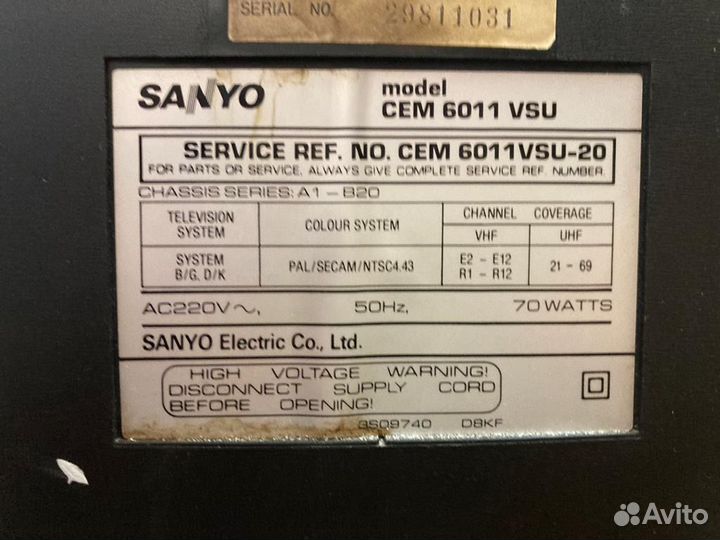 SERIAL NO. 29811031
SANYO
model
CEM 6011 VSU
SERVICE REF. NO. CEM 6011VSU-20
FOR PARTS OR SERVICE, ALWAYS GIVE COMPLETE SERVICE REF. NUMBER.
CHASSIS SERIES: A1 – B20
TELEVISION SYSTEM
COLOUR SYSTEM
CHANNEL COVERAGE
VHF UHF
SYSTEM B/G, D/K
PAL/SECAM/NTSC4.43
E2 – E12
R1 – R12
21 – 69
AC220V～, 50Hz, 70 WATTS
SANYO Electric Co., Ltd.
HIGH VOLTAGE WARNING!
DISCONNECT SUPPLY CORD
BEFORE OPENING!
3S09740 D8KF
Avito